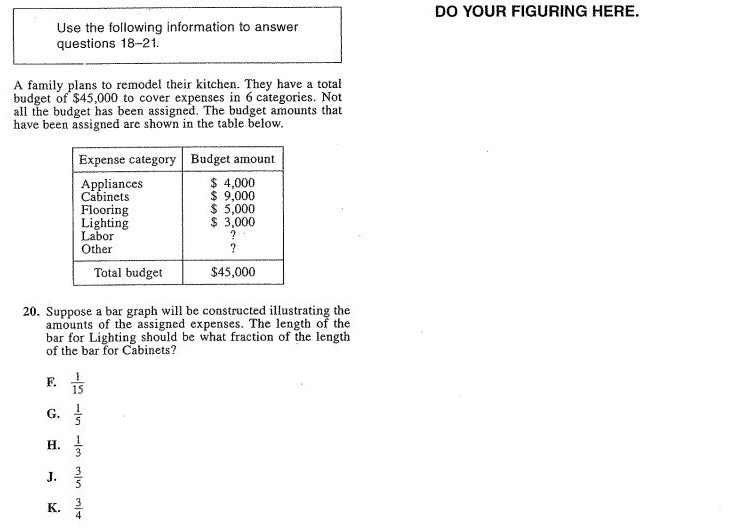 Use the following information to answer
questions 18–21.
DO YOUR FIGURING HERE.
A family plans to remodel their kitchen. They have a total
budget of $45,000 to cover expenses in 6 categories. Not
all the budget has been assigned. The budget amounts that
have been assigned are shown in the table below.
Expense category Budget amount
Appliances $ 4,000
Cabinets $ 9,000
Flooring $ 5,000
Lighting $ 3,000
Labor ?
Other ?
Total budget $45,000
20. Suppose a bar graph will be constructed illustrating the
amounts of the assigned expenses. The length of the
bar for Lighting should be what fraction of the length
of the bar for Cabinets?
F. 1/15
G. 1/5
H. 1/3
J. 3/5
K. 3/4